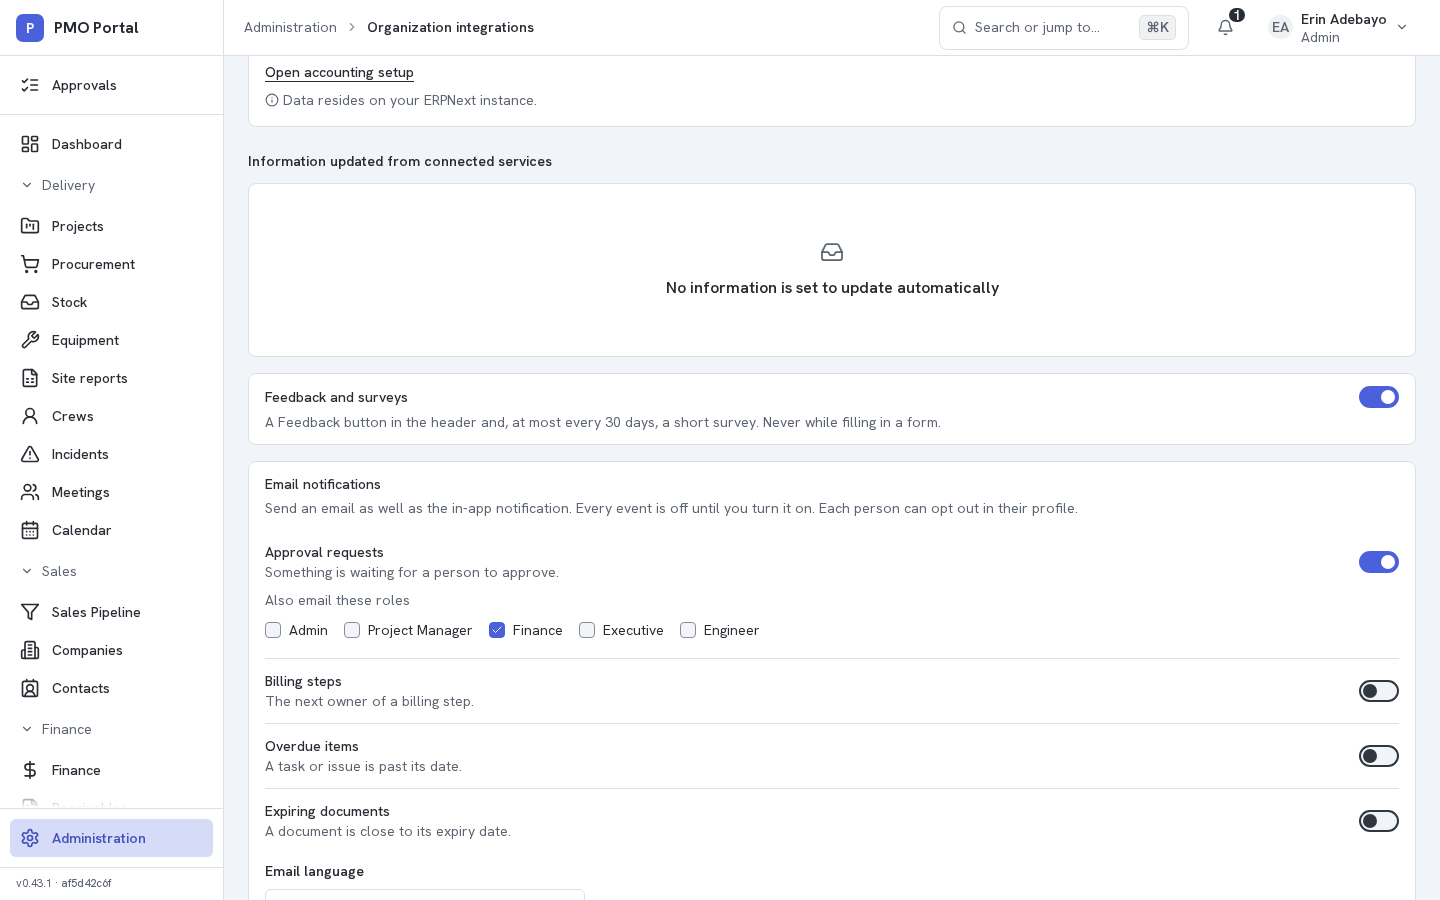 P PMO Portal
Administration > Organization integrations
Search or jump to... ⌘K
1
EA
Erin Adebayo
Admin
Approvals
Dashboard
Delivery
Projects
Procurement
Stock
Equipment
Site reports
Crews
Incidents
Meetings
Calendar
Sales
Sales Pipeline
Companies
Contacts
Finance
Finance
Receivables
Administration
v0.43.1 · af5d42c6f
Open accounting setup
Data resides on your ERPNext instance.
Information updated from connected services
No information is set to update automatically
Feedback and surveys
A Feedback button in the header and, at most every 30 days, a short survey. Never while filling in a form.
Email notifications
Send an email as well as the in-app notification. Every event is off until you turn it on. Each person can opt out in their profile.
Approval requests
Something is waiting for a person to approve.
Also email these roles
Admin Project Manager Finance Executive Engineer
Billing steps
The next owner of a billing step.
Overdue items
A task or issue is past its date.
Expiring documents
A document is close to its expiry date.
Email language